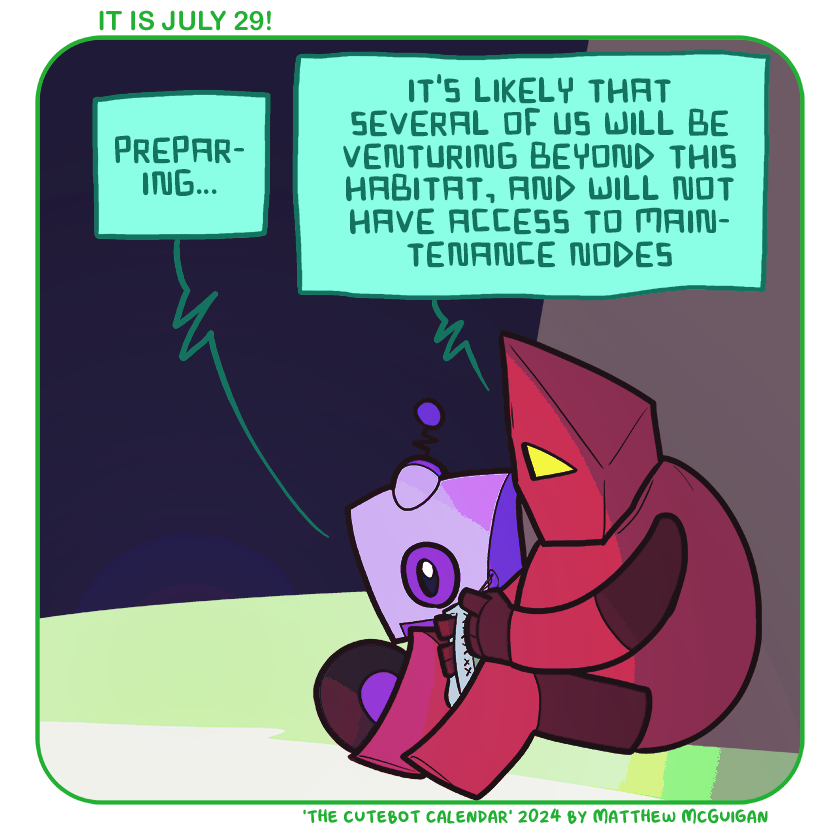 IT IS JULY 29!
PREPAR-
ING...
IT'S LIKELY THAT
SEVERAL OF US WILL BE
VENTURING BEYOND THIS
HABITAT, AND WILL NOT
HAVE ACCESS TO MAIN-
TENANCE NODES
'THE CUTEBOT CALENDAR' 2024 BY MATTHEW MCGUIGAN